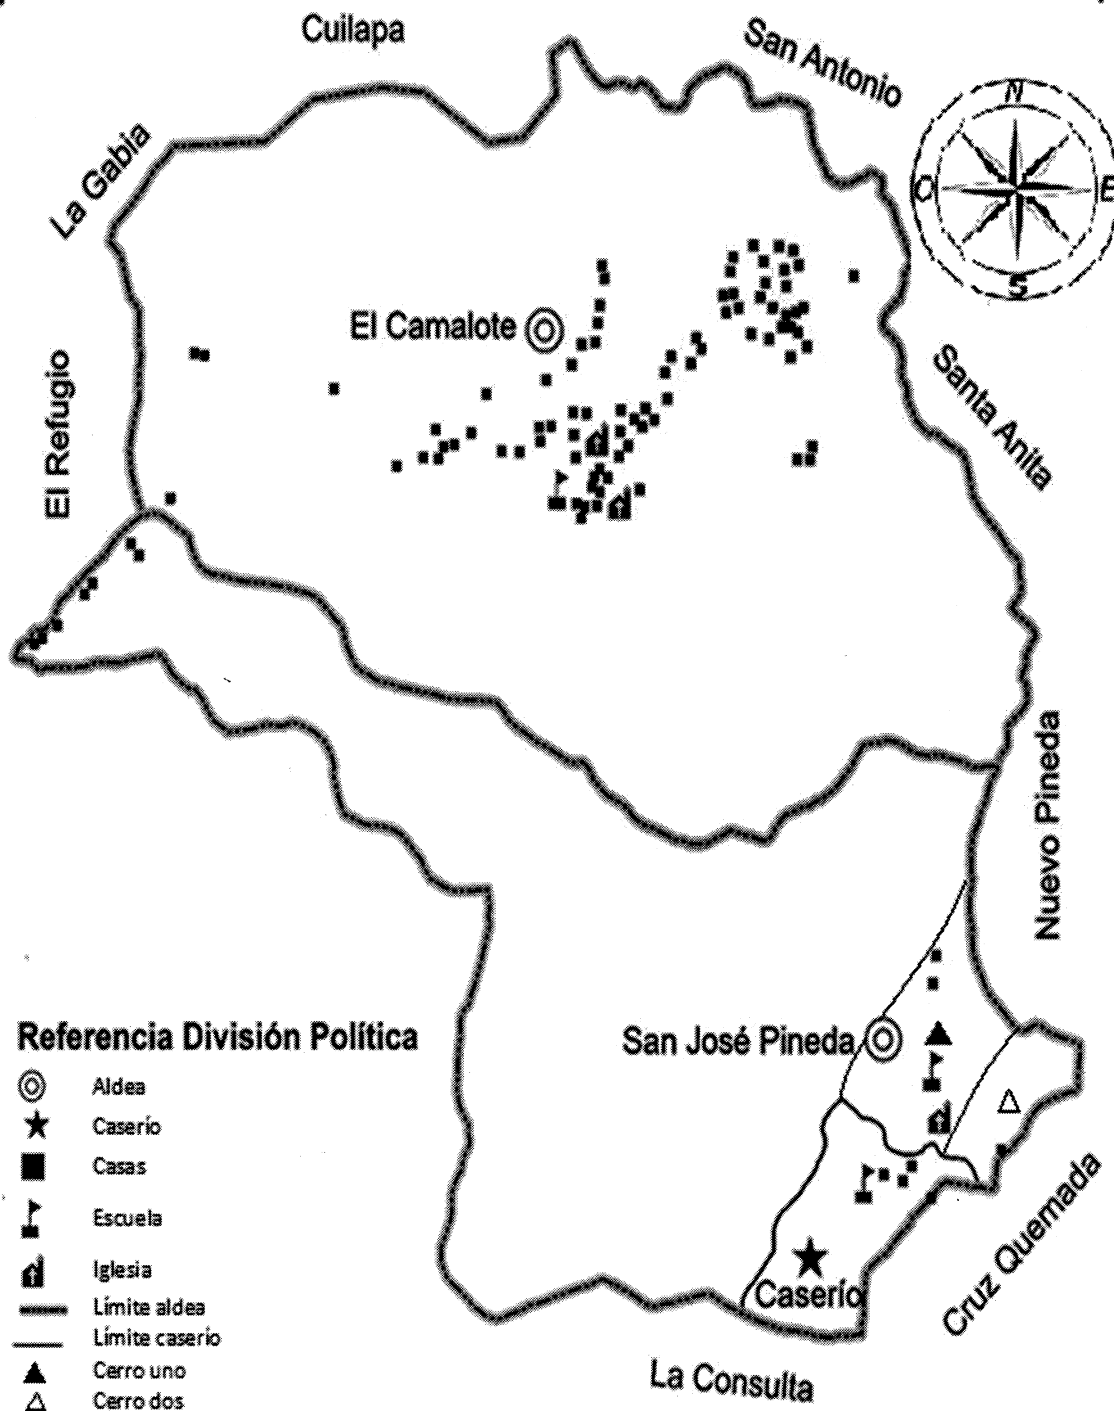 Cuilapa
San Antonio
N
La Gabia
O
E
S
El Camalote
El Refugio
Santa Anita
Nuevo Pineda
Referencia División Política
San José Pineda
Aldea
Caserío
Casas
Escuela
Iglesia
Límite aldea
Límite caserio
Cerro uno
Cerro dos
Caserío
Cruz Quemada
La Consulta